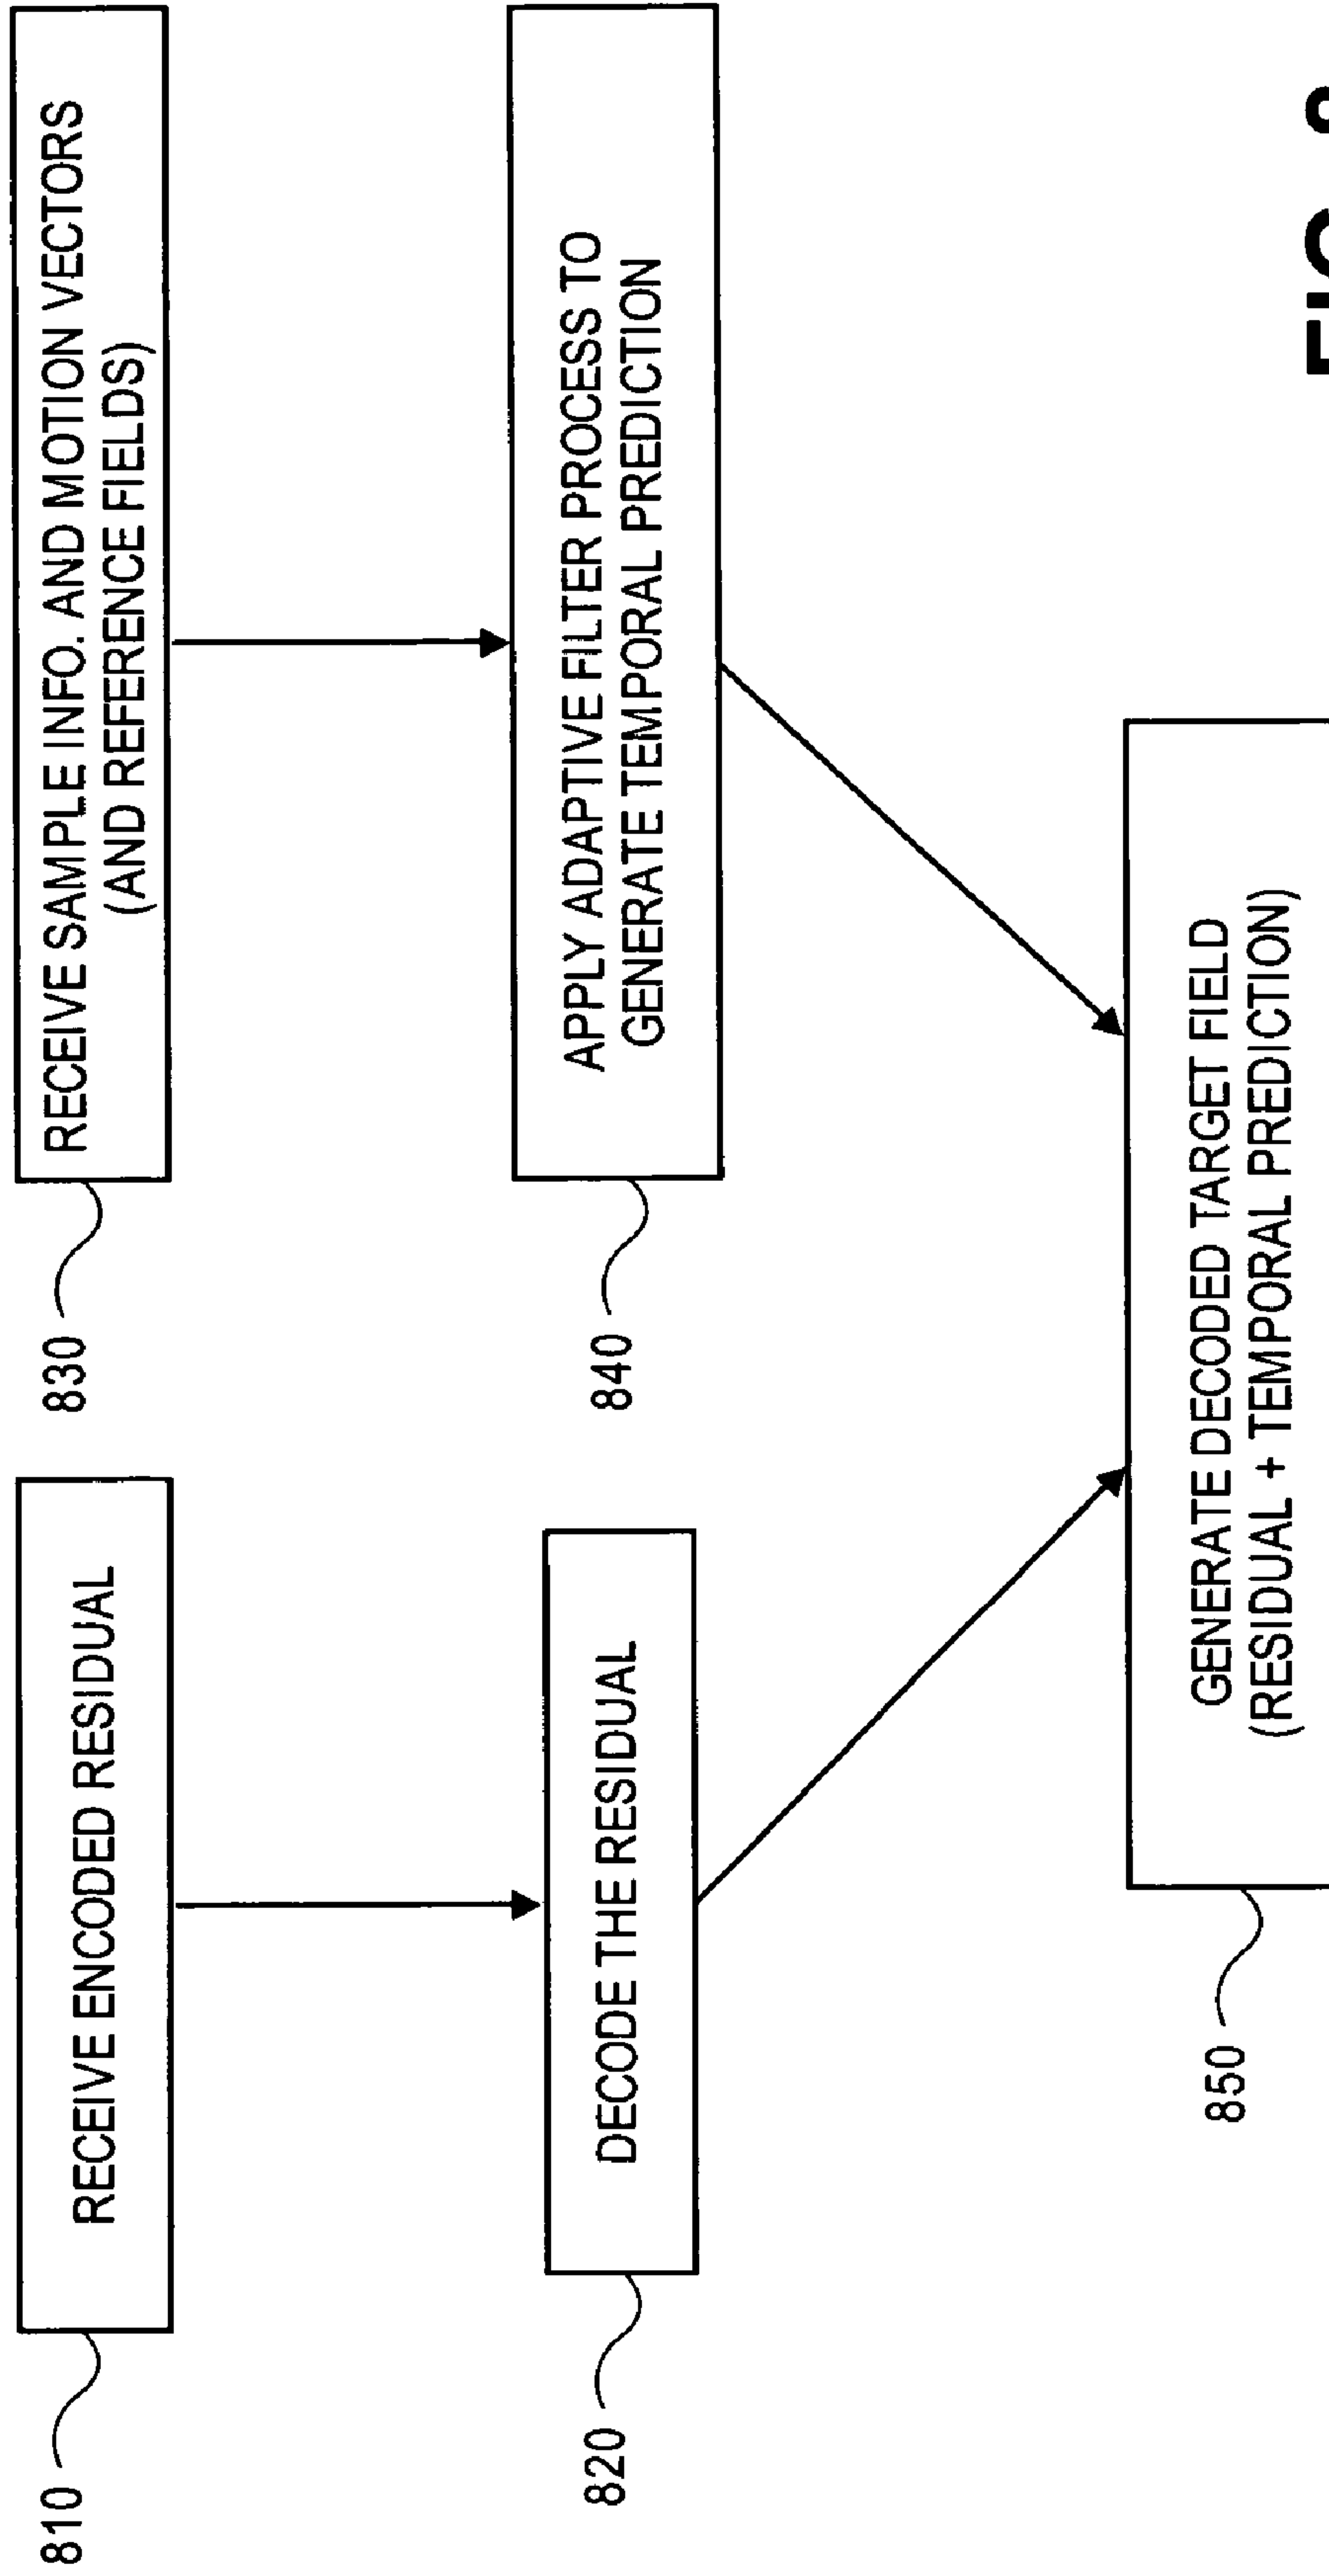 810
RECEIVE ENCODED RESIDUAL
820
DECODE THE RESIDUAL
830
RECEIVE SAMPLE INFO. AND MOTION VECTORS
(AND REFERENCE FIELDS)
840
APPLY ADAPTIVE FILTER PROCESS TO
GENERATE TEMPORAL PREDICTION
850
GENERATE DECODED TARGET FIELD
(RESIDUAL + TEMPORAL PREDICTION)
FIG.